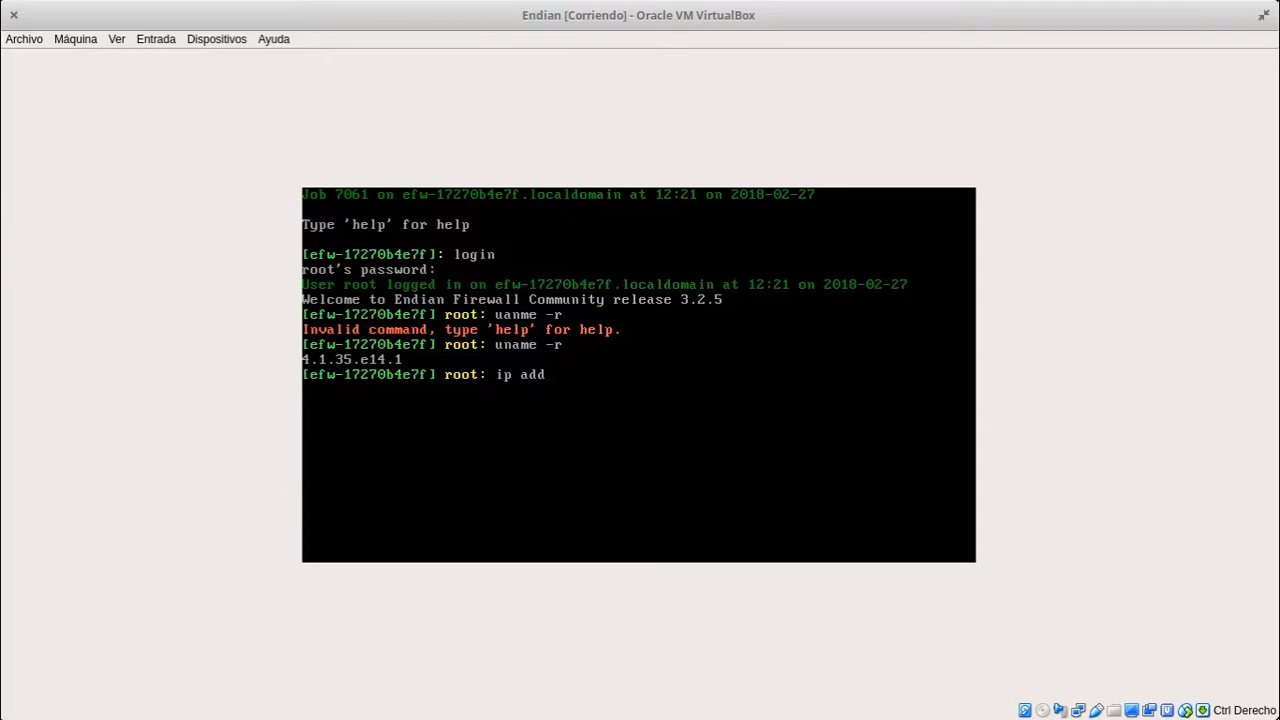 Endian [Corriendo] - Oracle VM VirtualBox
Archivo Máquina Ver Entrada Dispositivos Ayuda
Job 7061 on efw-17270b4e7f.localdomain at 12:21 on 2018-02-27
Type 'help' for help
[efw-17270b4e7f]: login
root's password:
User root logged in on efw-17270b4e7f.localdomain at 12:21 on 2018-02-27
Welcome to Endian Firewall Community release 3.2.5
[efw-17270b4e7f] root: uanme -r
Invalid command, type 'help' for help.
[efw-17270b4e7f] root: uname -r
4.1.35.e14.1
[efw-17270b4e7f] root: ip add
Ctrl Derecho